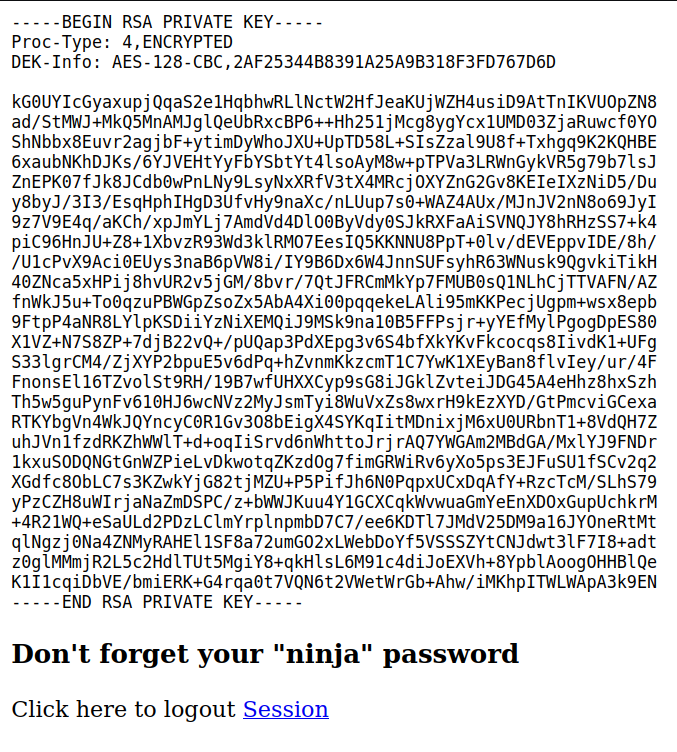 -----BEGIN RSA PRIVATE KEY-----
Proc-Type: 4,ENCRYPTED
DEK-Info: AES-128-CBC,2AF25344B8391A25A9B318F3FD767D6D
kG0UYIcGyaxupjQqaS2e1HqbhwRLlNctW2HfJeaKUjWZH4usiD9AtTnIKVUOpZN8
ad/StMWJ+MkQ5MnAMJglQeUbRxcBP6++Hh251jMcg8ygYcx1UMD03ZjaRuwcf0YO
ShNbbx8Euvr2agjbF+ytimDyWhoJXU+UpTD58L+SIsZzal9U8f+Txhgq9K2KQHBE
6xaubNKhDJKs/6YJVEHtYyFbYSbtYt4lsoAyM8w+pTPVa3LRWnGykVR5g79b7lsJ
ZnEPK07fJk8JCdb0wPnLNy9LsyNxXRfV3tX4MRcjOXYZnG2Gv8KEIeIXzNiD5/Du
y8byJ/3I3/EsqHphIHgD3UfvHy9naXc/nLUup7s0+WAZ4AUx/MJnJV2nN8o69JyI
9z7V9E4q/aKCh/xpJmYLj7AmdVd4DlO0ByVdy0SJkRXFaAiSVNQJY8hRHzSS7+k4
piC96HnJU+Z8+1XbvzR93Wd3klRMO7EesIQ5KKNNU8PpT+0lv/dEVEppvIDE/8h/
/U1cPvX9Aci0EUys3naB6pVW8i/IY9B6Dx6W4JnnSUFsyhR63WNusk9QgvkiTikH
40ZNca5xHPij8hvUR2v5jGM/8bvr/7QtJFRCmMkYp7FMUB0sQ1NLhCjTTVAFN/AZ
fnWkJ5u+To0qzuPBWGpZsoZx5AbA4Xi00pqqekeLAli95mKKPecjUgpm+wsx8epb
9FtpP4aNR8LYlpKSDiiYzNiXEMQiJ9MSk9na10B5FFPsjr+yYEfMylPgogDpES80
X1VZ+N7S8ZP+7djB22vQ+/pUQap3PdXEpg3v6S4bfXkYKvFkcocqs8IivdK1+UFg
S33lgrCM4/ZjXYP2bpuE5v6dPq+hZvnmKkzcmT1C7YwK1XEyBan8flvIey/ur/4F
FnonsEl16TZvolSt9RH/19B7wfUHXXCyp9sG8iJGklZvteiJDG45A4eHhz8hxSzh
Th5w5guPynFv610HJ6wcNVz2MyJsmTyi8WuVxZs8wxrH9kEzXYD/GtPmcviGCexa
RTKYbgVn4WkJQYncyC0R1Gv3O8bEigX4SYKqIitMDnixjM6xU0URbnT1+8VdQH7Z
uhJVn1fzdRKZhWWlT+d+oqIiSrvd6nWhttoJrjrAQ7YWGAm2MBdGA/MxlYJ9FNDr
1kxuSODQNGtGnWZPieLvDkwotqZKzdOg7fimGRWiRv6yXo5ps3EJFuSU1fSCv2q2
XGdfc8ObLC7s3KZwkYjG82tjMZU+P5PifJh6N0PqpxUCxDqAfY+RzcTcM/SLhS79
yPzCZH8uWIrjaNaZmDSPC/z+bWWJKuu4Y1GCXCqkWvwuaGmYeEnXDOxGupUchkrM
+4R21WQ+eSaULd2PDzLClmYrplnpmbD7C7/ee6KDTl7JMdV25DM9a16JYOneRtMt
qlNgzj0Na4ZNMyRAHEl1SF8a72umGO2xLWebDoYf5VSSSZYtCNJdwt3lF7I8+adt
z0glMMmjR2L5c2HdlTUt5MgiY8+qkHlsL6M91c4diJoEXVh+8YpblAoogOHHBlQe
K1I1cqiDbVE/bmiERK+G4rqa0t7VQN6t2VWetWrGb+Ahw/iMKhpITWLWApA3k9EN
-----END RSA PRIVATE KEY-----
Don't forget your "ninja" password
Click here to logout Session